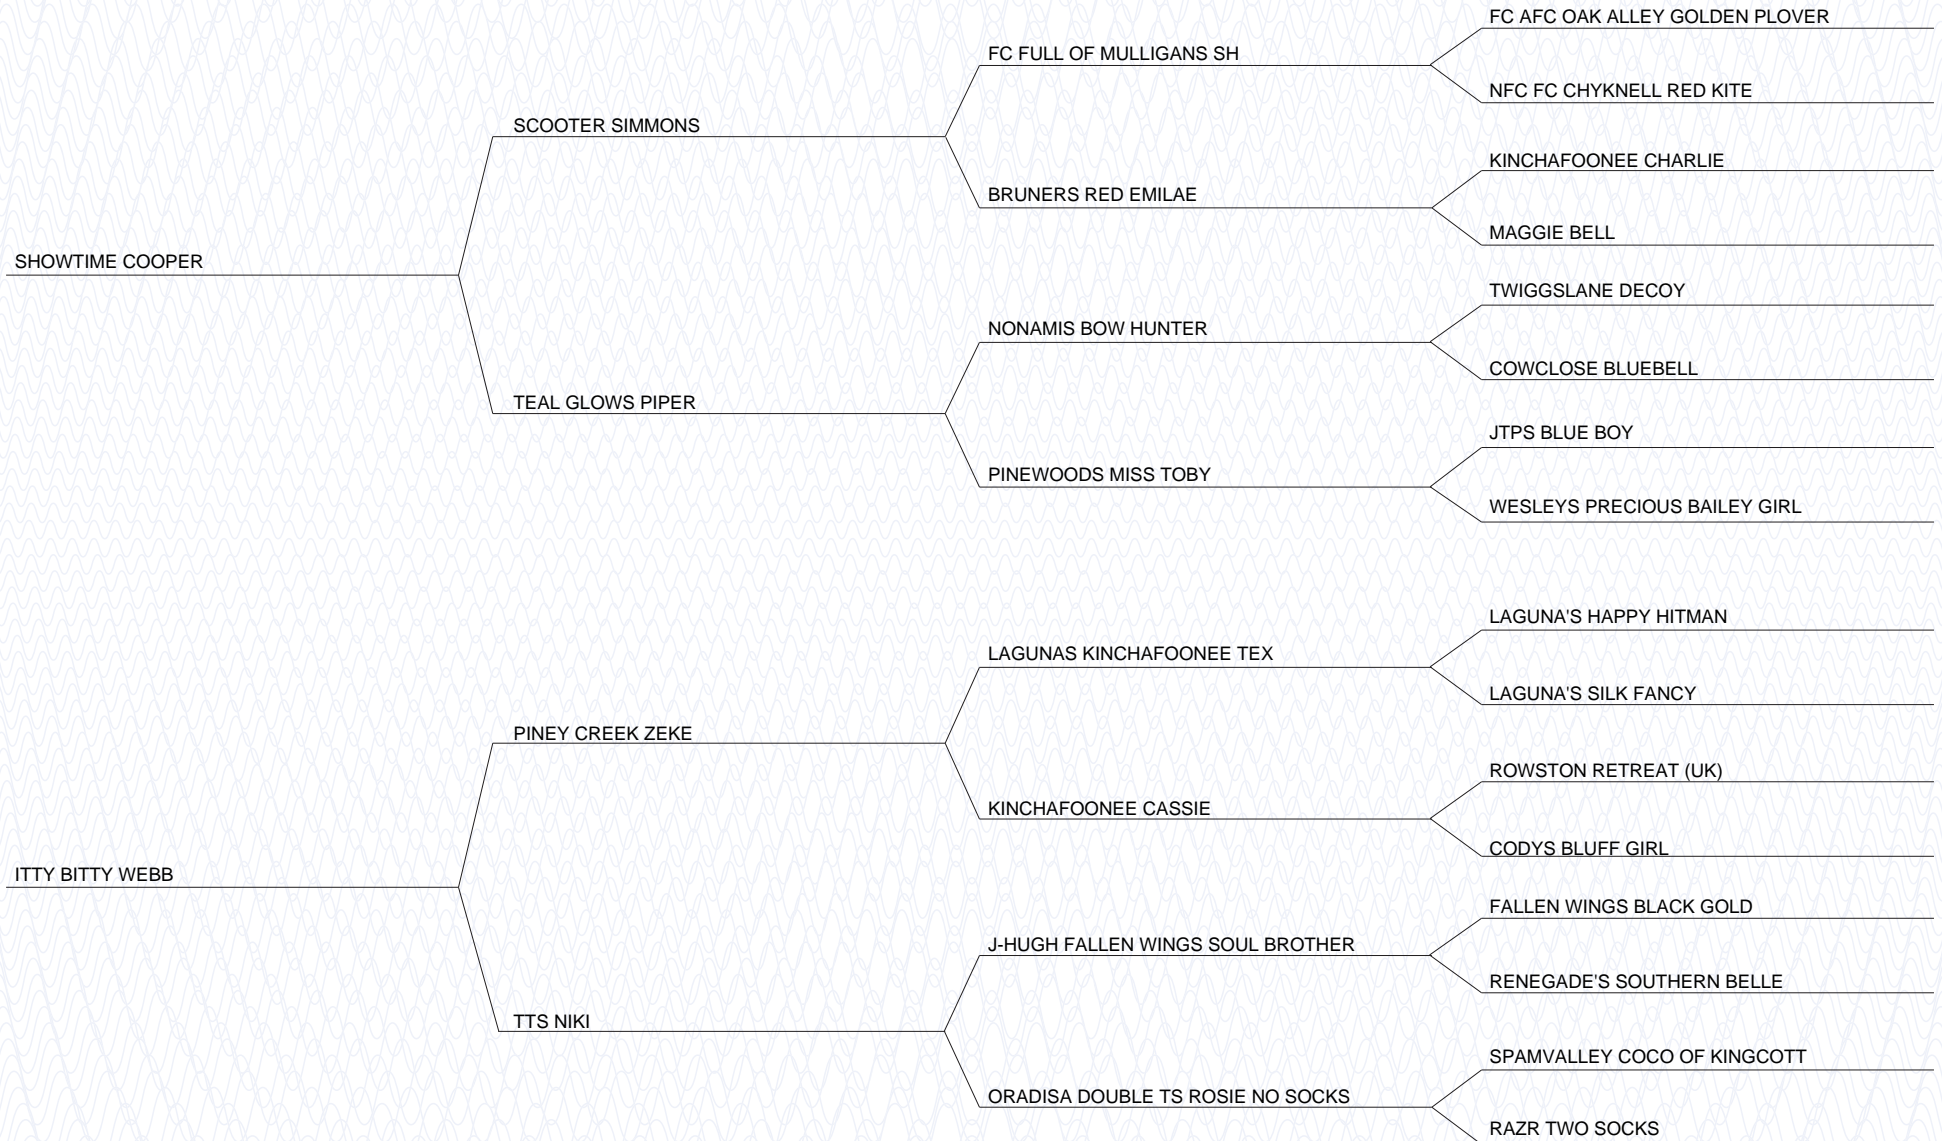 FC AFC OAK ALLEY GOLDEN PLOVER
FC FULL OF MULLIGANS SH
NFC FC CHYKNELL RED KITE
SCOOTER SIMMONS
KINCHAFOONEE CHARLIE
BRUNERS RED EMILAE
MAGGIE BELL
SHOWTIME COOPER
TWIGGSLANE DECOY
NONAMIS BOW HUNTER
COWCLOSE BLUEBELL
TEAL GLOWS PIPER
JTPS BLUE BOY
PINEWOODS MISS TOBY
WESLEYS PRECIOUS BAILEY GIRL
LAGUNA'S HAPPY HITMAN
LAGUNAS KINCHAFOONEE TEX
LAGUNA'S SILK FANCY
PINEY CREEK ZEKE
ROWSTON RETREAT (UK)
KINCHAFOONEE CASSIE
CODYS BLUFF GIRL
ITTY BITTY WEBB
FALLEN WINGS BLACK GOLD
J-HUGH FALLEN WINGS SOUL BROTHER
RENEGADE'S SOUTHERN BELLE
TTS NIKI
SPAMVALLEY COCO OF KINGCOTT
ORADISA DOUBLE TS ROSIE NO SOCKS
RAZR TWO SOCKS